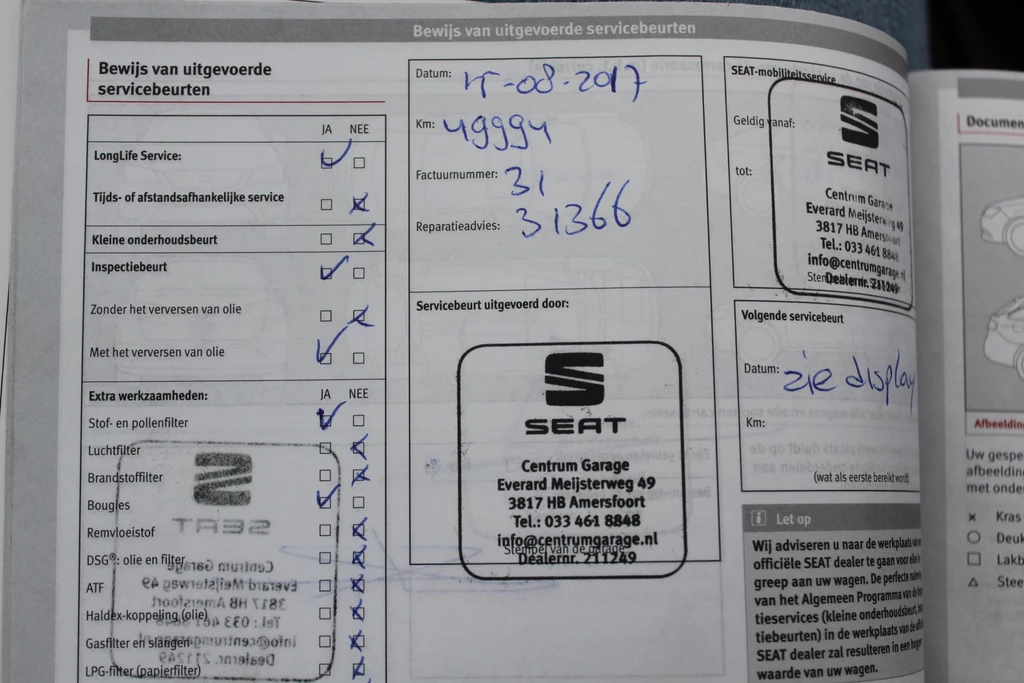 Bewijs van uitgevoerde servicebeurten
Bewijs van uitgevoerde
servicebeurten
JA NEE
LongLife Service:
Tijds- of afstandsafhankelijke service
Kleine onderhoudsbeurt
Inspectiebeurt
Zonder het verversen van olie
Met het verversen van olie
Extra werkzaamheden: JA NEE
Stof- en pollenfilter
Luchtfilter
Brandstoffilter
Bougies
Remvloeistof
DSG®: olie en filter
ATF
Haldex-koppeling (olie)
Gasfilter en slangen
LPG-filter (papierfilter)
Datum: 15-08-2017
Km: 49994
Factuurnummer: 31
Reparatieadvies: 31366
Servicebeurt uitgevoerd door:
SEAT
Centrum Garage
Everard Meijsterweg 49
3817 HB Amersfoort
Tel.: 033 461 8848
info@centrumgarage.nl
Stempel van de garage
Dealernr. 211249
SEAT-mobiliteitsservice
Geldig vanaf:
tot:
SEAT
Centrum Garage
Everard Meijsterweg 49
3817 HB Amersfoort
Tel.: 033 461 8848
info@centrumgarage.nl
Dealernr. 211249
Volgende servicebeurt
Datum: zie display
Km:
(wat als eerste bereikt wordt)
i Let op
Wij adviseren u naar de werkplaats
officiële SEAT dealer te gaan voor elke
greep aan uw wagen. De perfecte
van het Algemeen Programma van de
tieservices (kleine onderhoudsbeurt,
tiebeurten) in de werkplaats van de
SEAT dealer zal resulteren in een
waarde van uw wagen.
Documen
Afbeeldin
Uw gespe
afbeelding
met onde
Kras
Deuk
Lakb
Stee